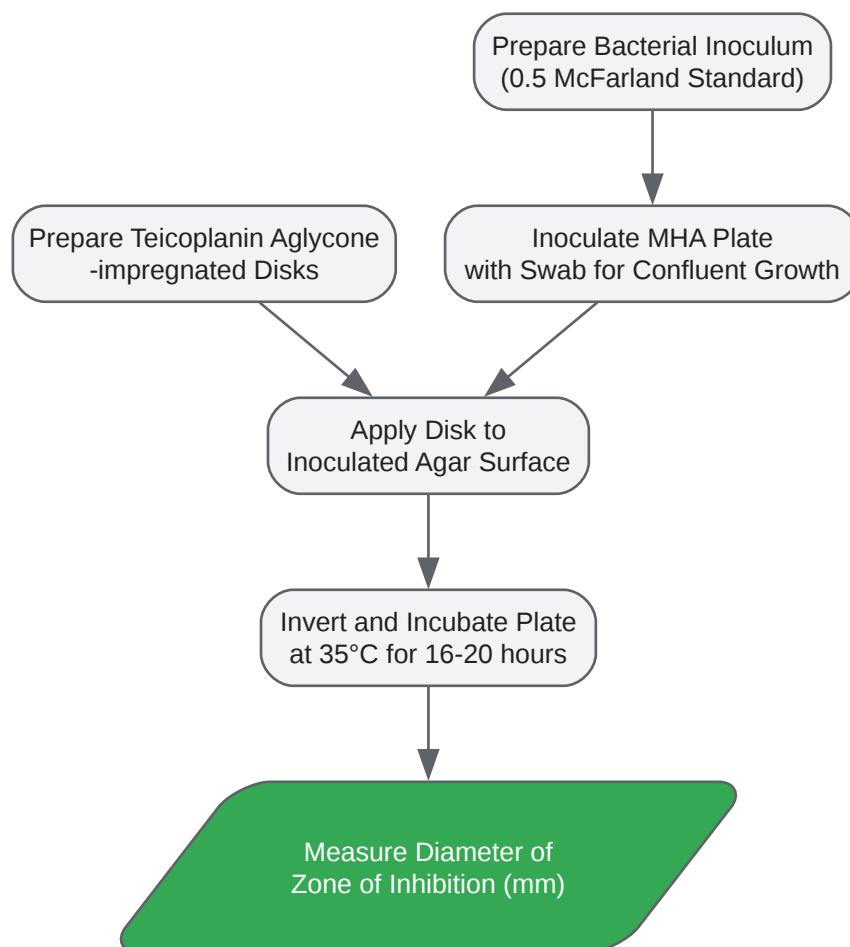 Prepare Bacterial Inoculum
(0.5 McFarland Standard)
Prepare Teicoplanin Aglycone
-impregnated Disks
Inoculate MHA Plate
with Swab for Confluent Growth
Apply Disk to
Inoculated Agar Surface
Invert and Incubate Plate
at 35°C for 16-20 hours
Measure Diameter of
Zone of Inhibition (mm)